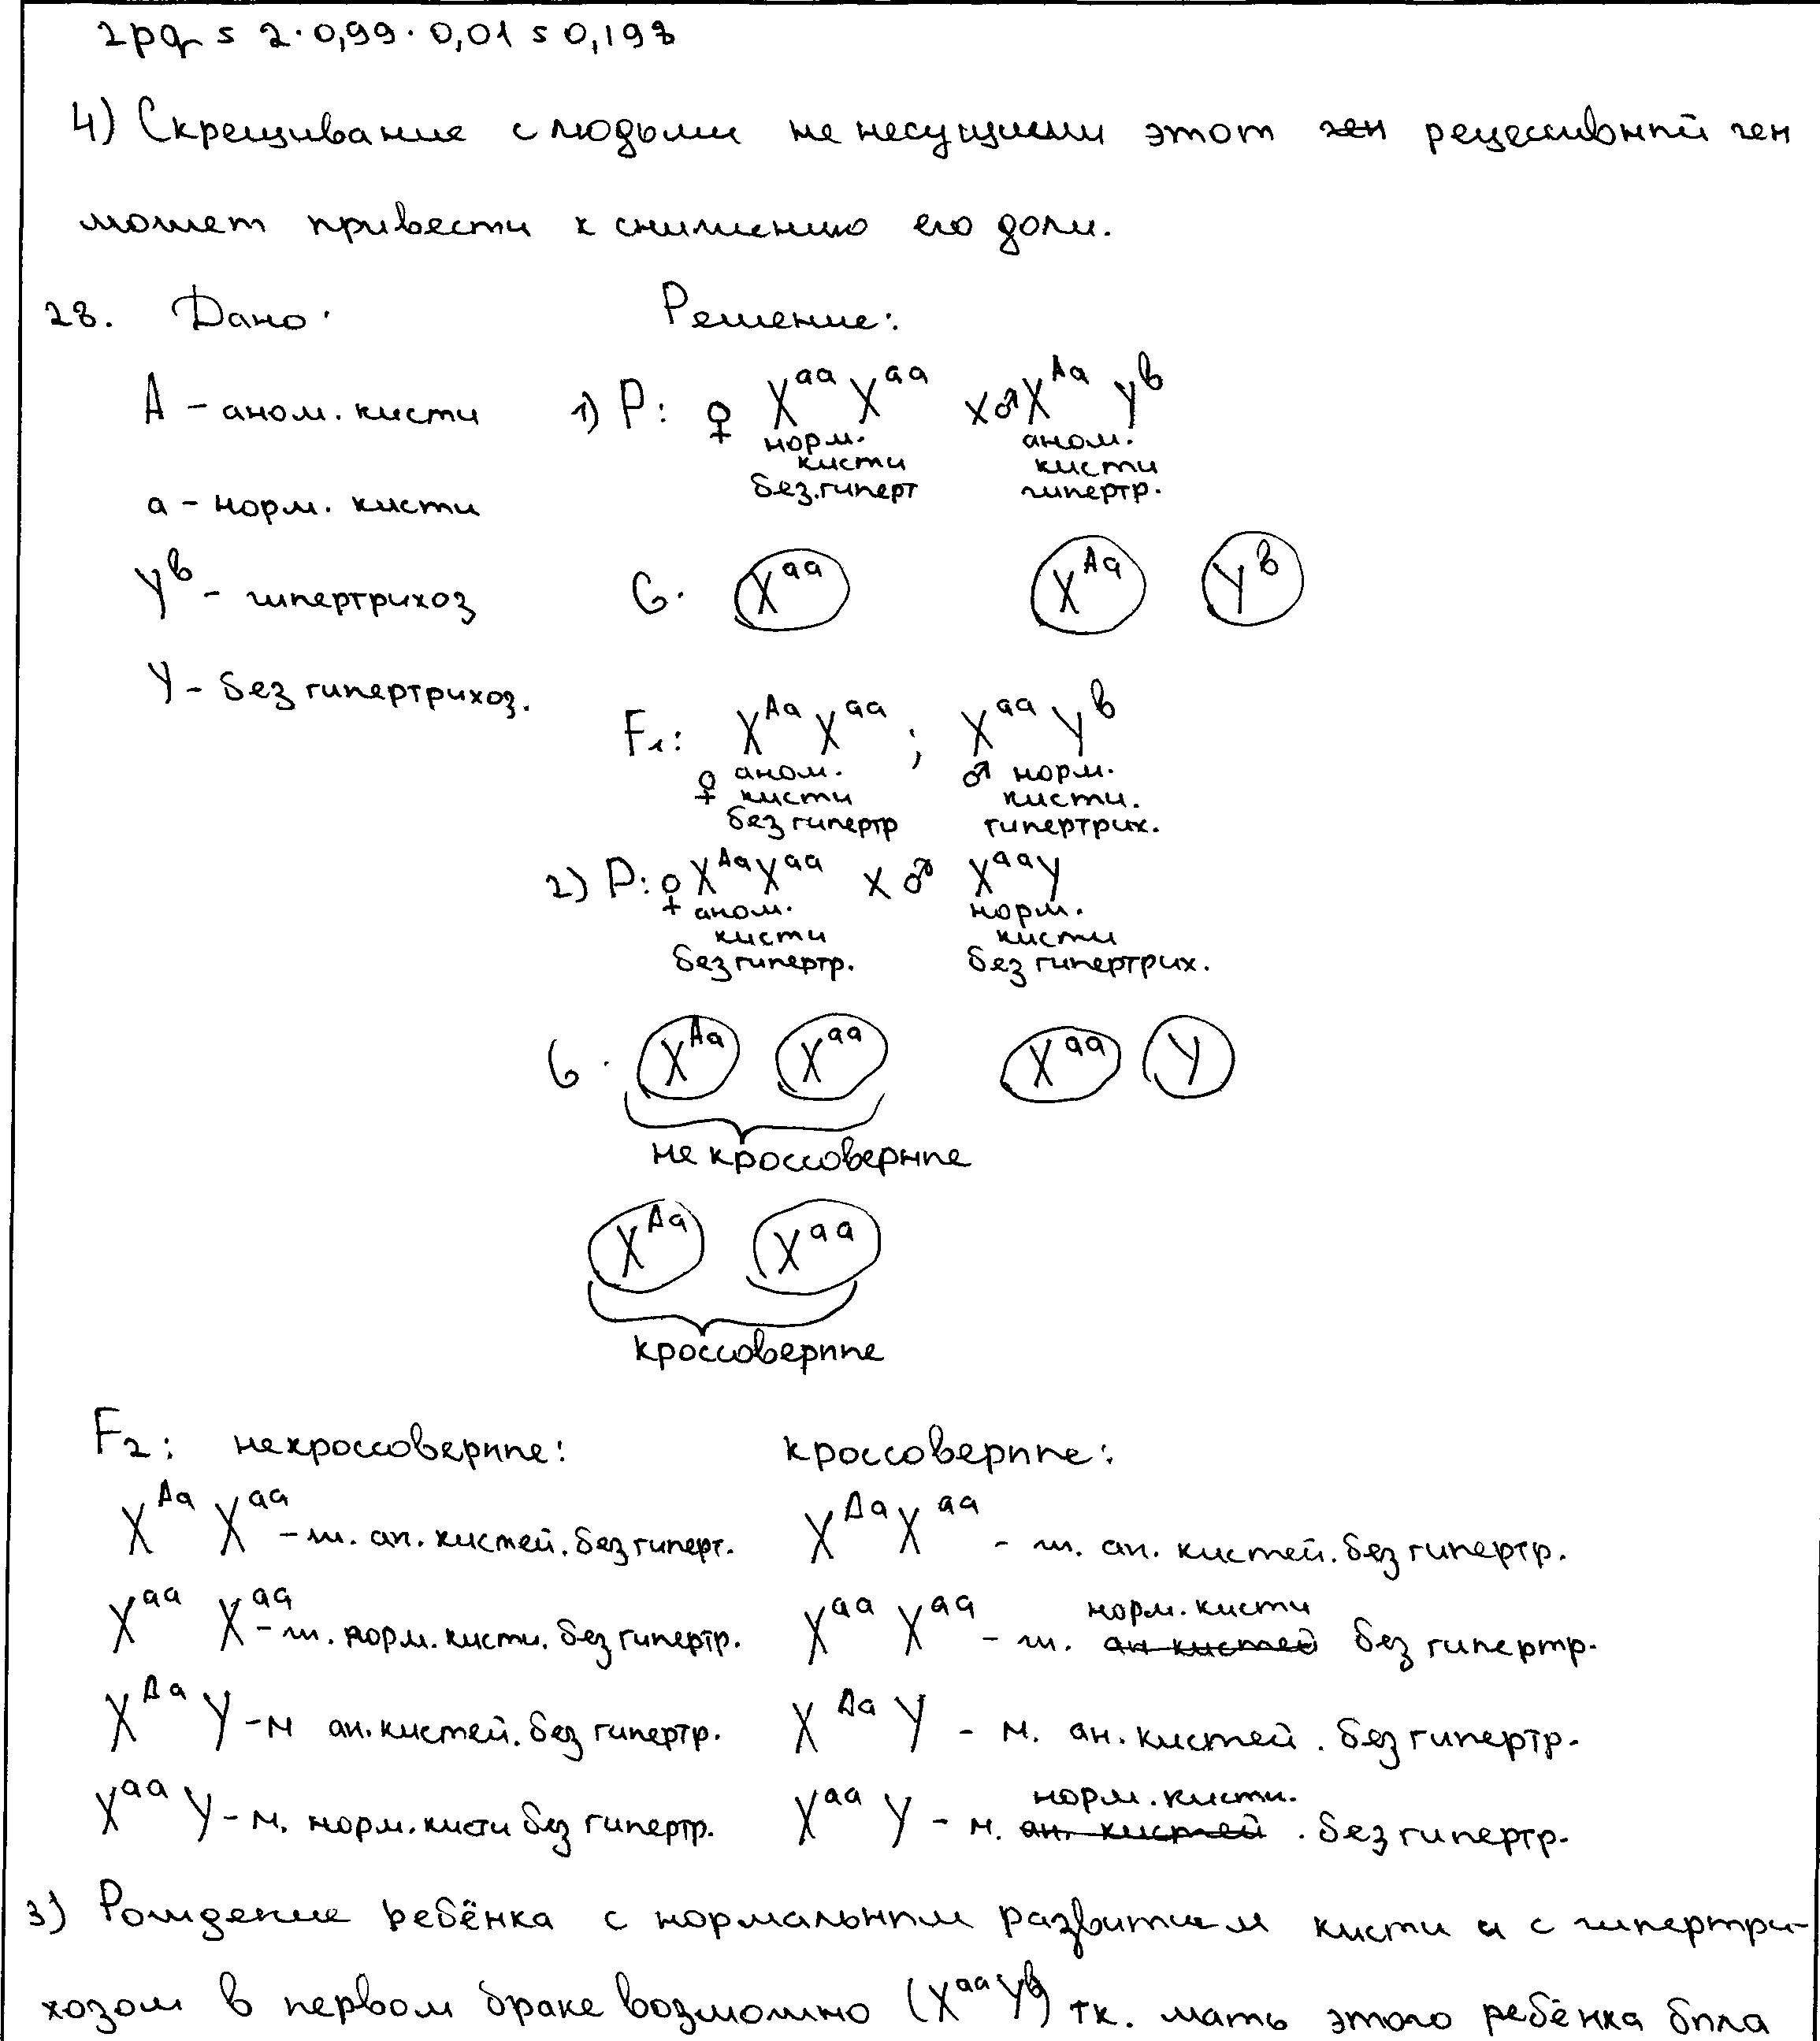 2pq = 2·0,99·0,01 = 0,198
4) Скрещивание с людьми не несущими этот ген рецессивный ген
может привести к снижению его доли.
28. Дано: Решение:
A – аном. кисти 1) P: ♀ X^aa X^aa x ♂ X^Aa Y^b
норм. кисти без.гиперт аном. кисти гипертр.
a – норм. кисти
Y^b – гипертрихоз G. X^aa X^Aa Y^b
Y – без гипертрихоз.
F1: X^Aa X^aa ; X^aa Y^b
♀ аном. кисти без гипертр ♂ норм. кисти. гипертрих.
2) P: ♀ X^Aa X^aa x ♂ X^aa Y
аном. кисти без гипертр. норм. кисти без гипертрих.
G. X^Aa X^aa X^aa Y
не кроссоверные
X^Aa X^aa
кроссоверные
F2: некроссоверные: кроссоверные:
X^Aa X^aa – ж. ан. кистей. без гиперт. X^Aa X^aa – ж. ан. кистей. без гипертр.
X^aa X^aa – ж. норм. кисти. без гипертр. X^aa X^aa – ж. ан кистей норм. кисти без гипертр.
X^Aa Y – м ан. кистей. без гипертр. X^Aa Y – м. ан. кистей. без гипертр.
X^aa Y – м. норм. кисти без гипертр. X^aa Y – м. ан. кистей норм. кисти. . без гипертр.
3) Рождение ребёнка с нормальным развитием кисти и с гипертри-
хозом в первом браке возможно (X^aa Y^b) тк. мать этого ребёнка была